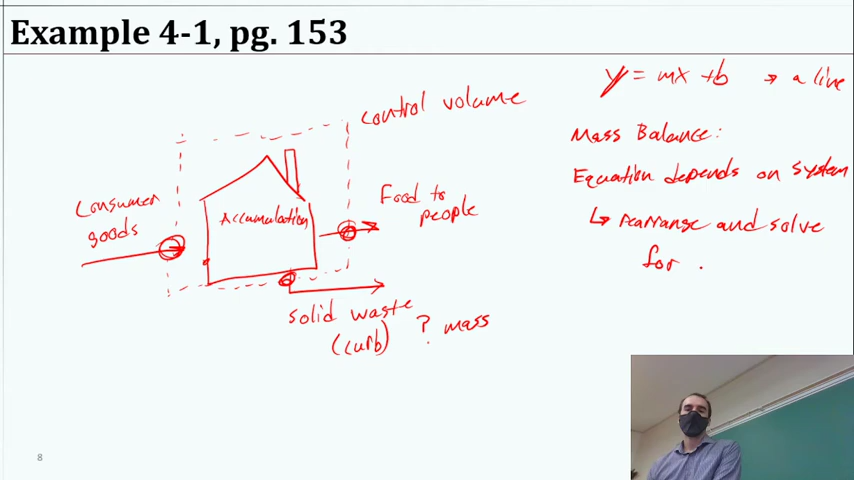 Example 4-1, pg. 153
y = mx + b → a line
control volume
Mass Balance:
Equation depends on system
↳ rearrange and solve
for .
Consumer
goods
Accumulation
Food to
people
solid waste
(curb) ? mass
8